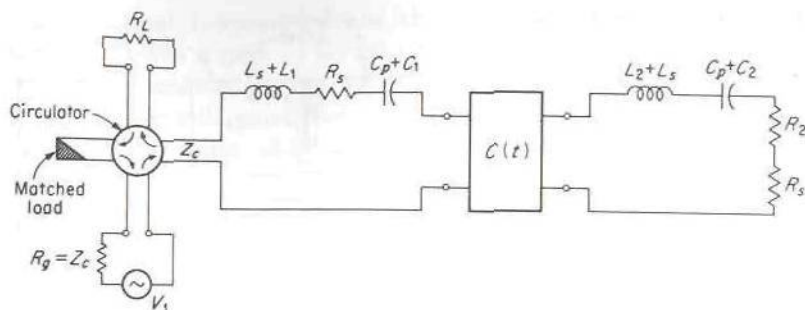 R_L
Circulator
Matched
load
R_g = Z_c
V_1
Z_c
L_s + L_1
R_s
C_p + C_1
C(t)
L_2 + L_s
C_p + C_2
R_2
R_s